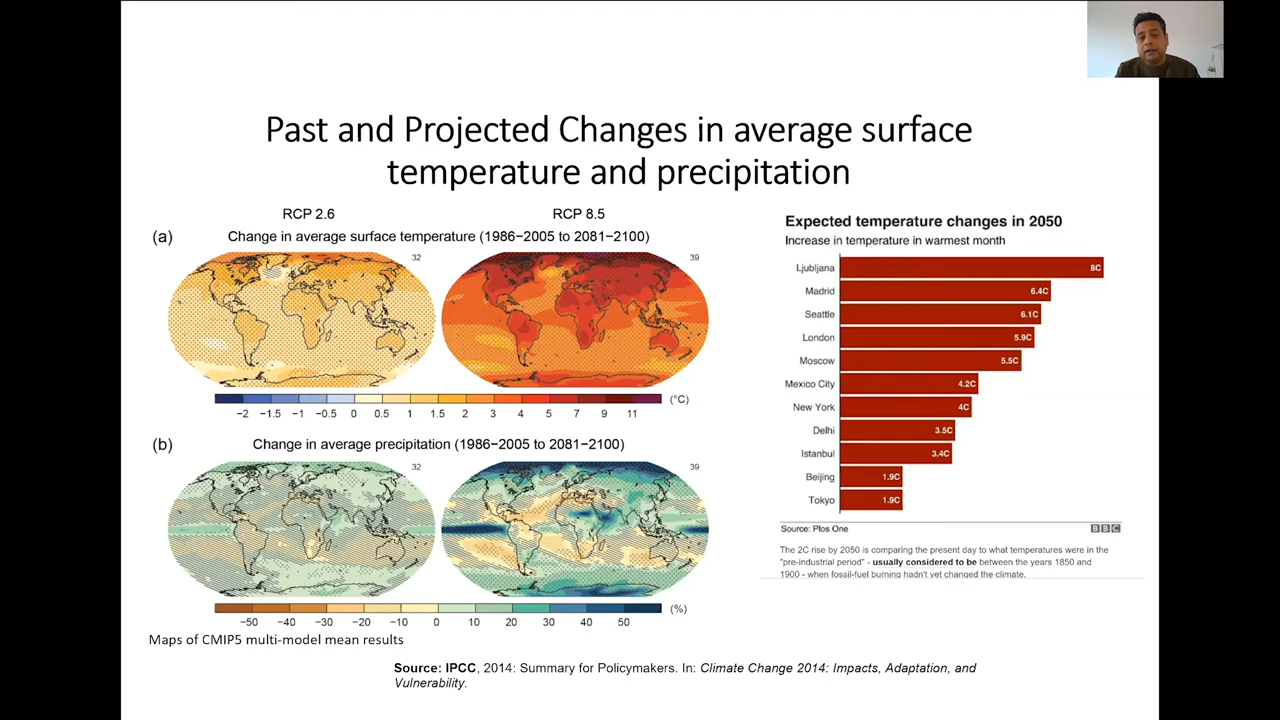 Past and Projected Changes in average surface
temperature and precipitation
RCP 2.6
RCP 8.5
(a)
Change in average surface temperature (1986−2005 to 2081−2100)
32
39
−2 −1.5 −1 −0.5 0 0.5 1 1.5 2 3 4 5 7 9 11
(°C)
(b)
Change in average precipitation (1986−2005 to 2081−2100)
32
39
−50 −40 −30 −20 −10 0 10 20 30 40 50
(%)
Maps of CMIP5 multi-model mean results
Expected temperature changes in 2050
Increase in temperature in warmest month
Ljubljana 8C
Madrid 6.4C
Seattle 6.1C
London 5.9C
Moscow 5.5C
Mexico City 4.2C
New York 4C
Delhi 3.5C
Istanbul 3.4C
Beijing 1.9C
Tokyo 1.9C
Source: Plos One
BBC
The 2C rise by 2050 is comparing the present day to what temperatures were in the
"pre-industrial period" - usually considered to be between the years 1850 and
1900 - when fossil-fuel burning hadn't yet changed the climate.
Source: IPCC, 2014: Summary for Policymakers. In: Climate Change 2014: Impacts, Adaptation, and
Vulnerability.